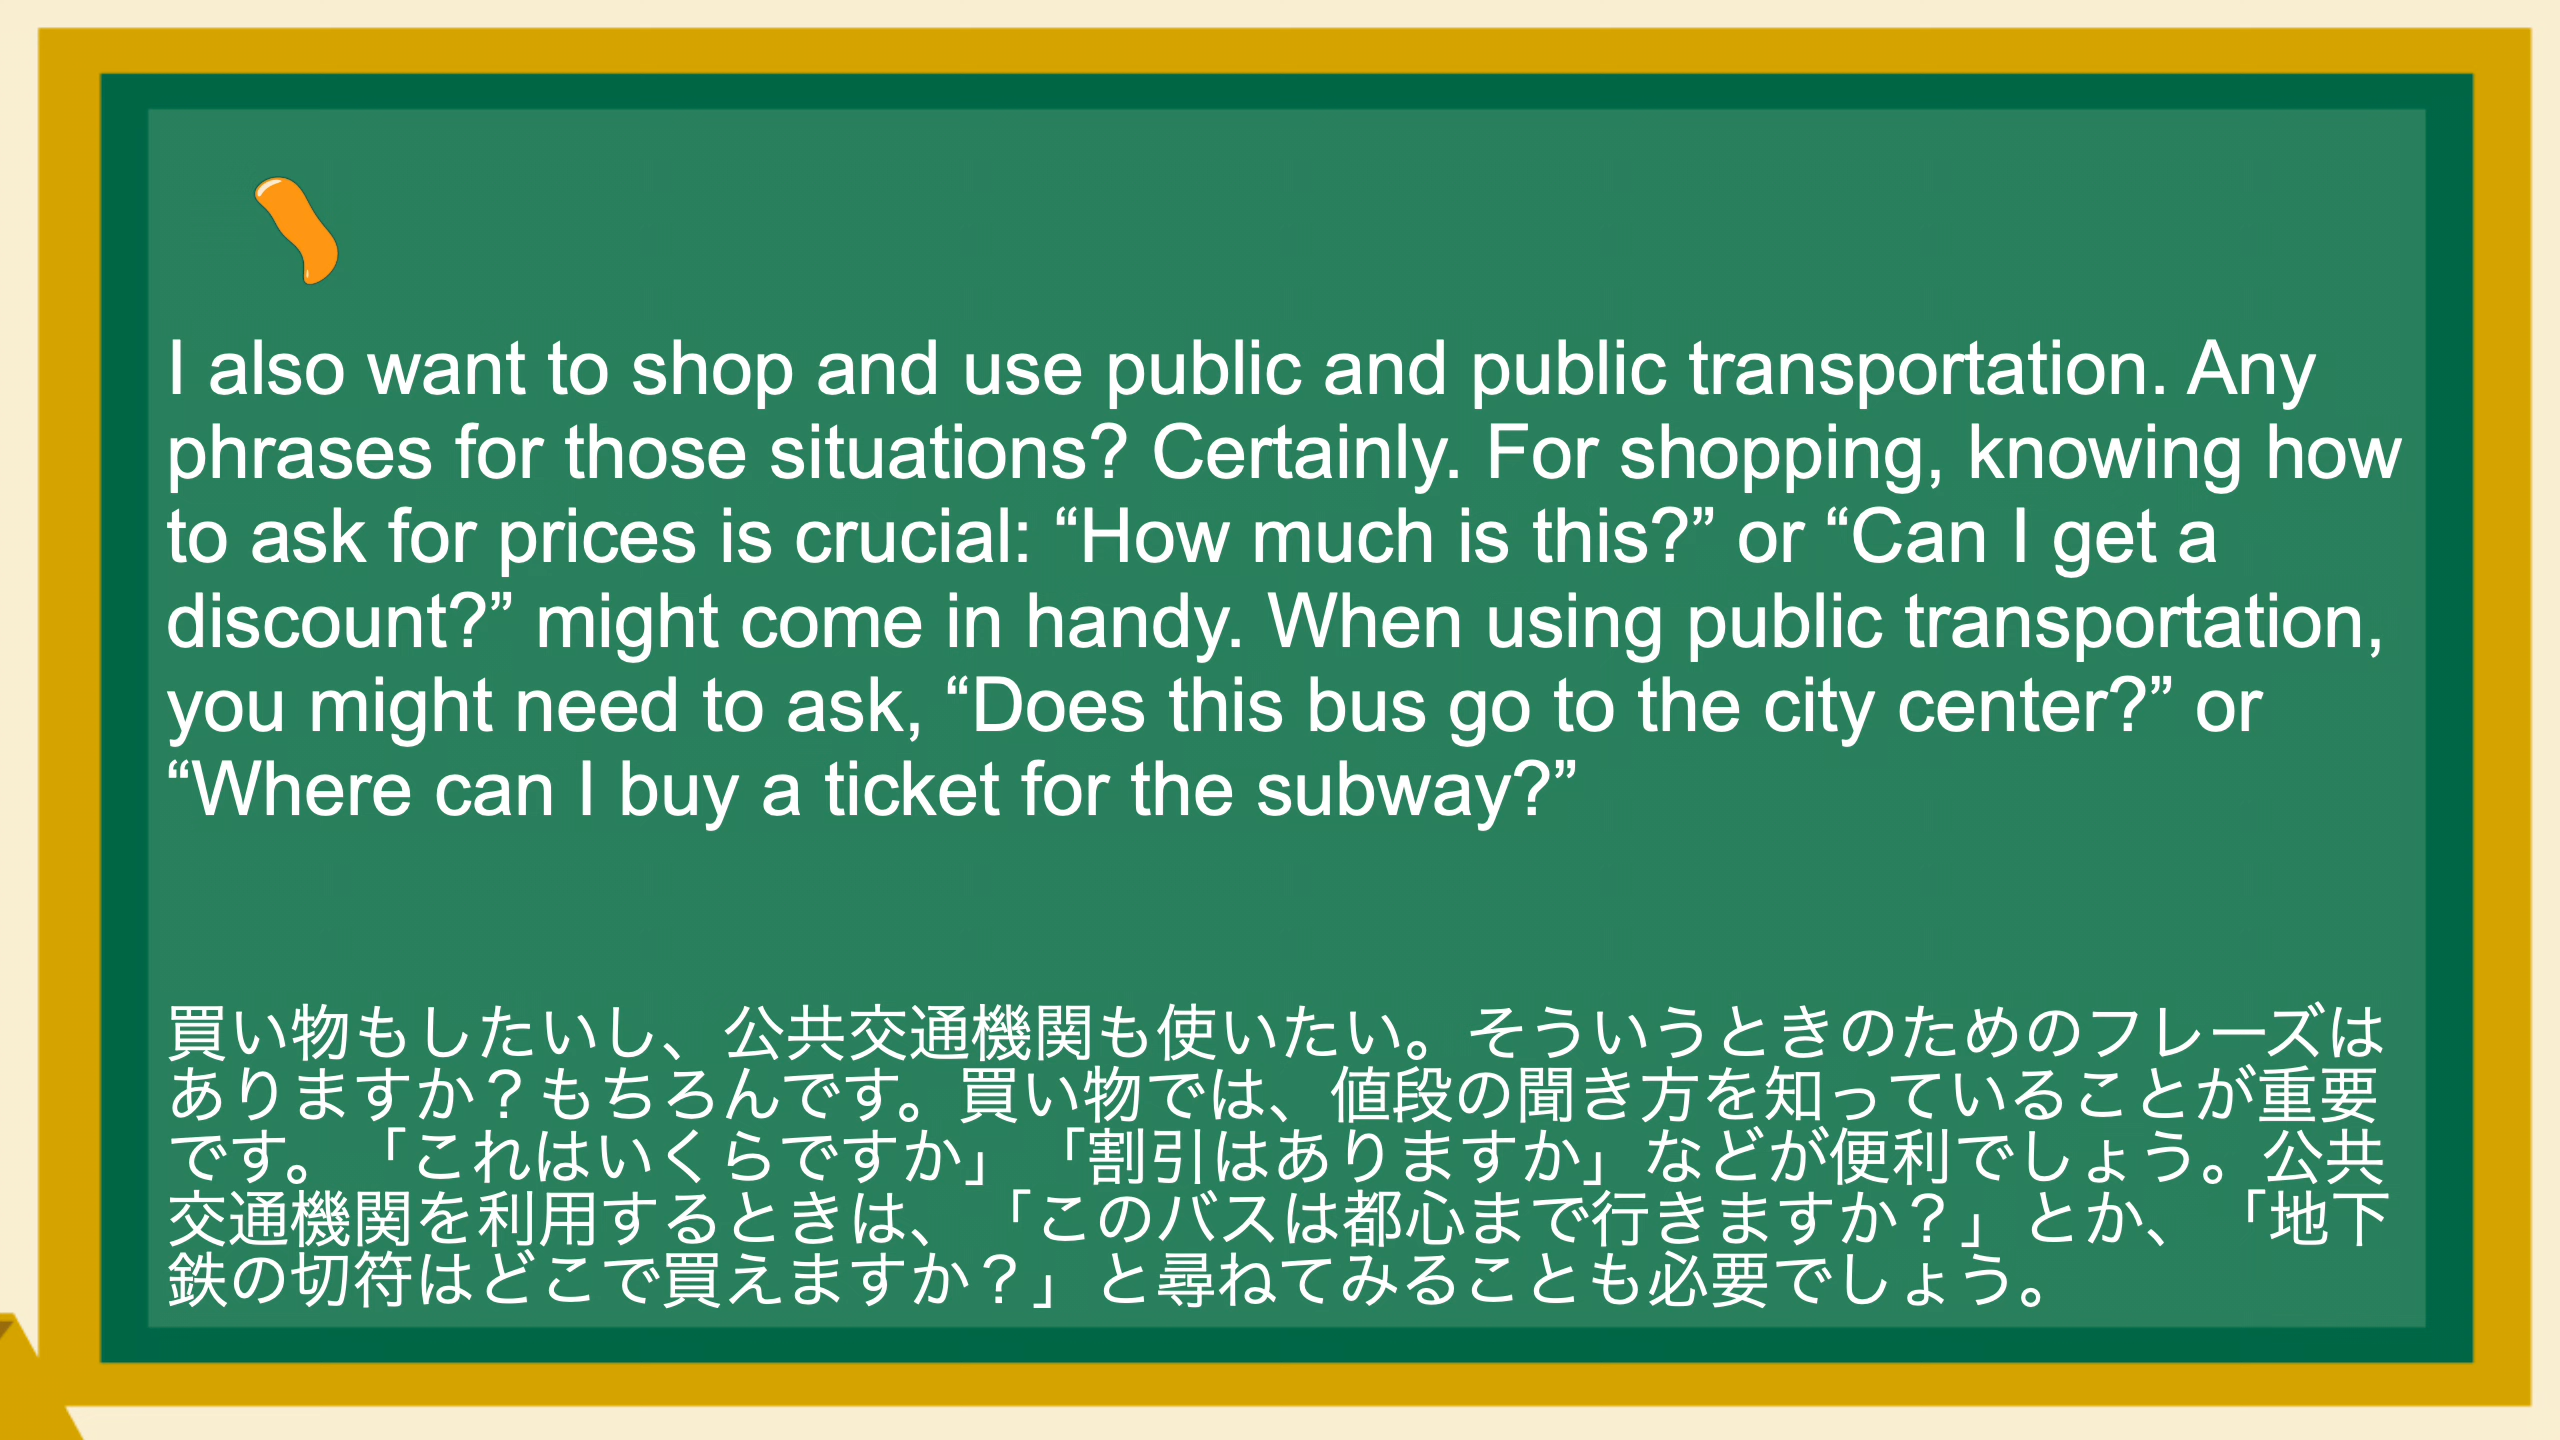 I also want to shop and use public and public transportation. Any
phrases for those situations? Certainly. For shopping, knowing how
to ask for prices is crucial: “How much is this?” or “Can I get a
discount?” might come in handy. When using public transportation,
you might need to ask, “Does this bus go to the city center?” or
“Where can I buy a ticket for the subway?”
買い物もしたいし、公共交通機関も使いたい。そういうときのためのフレーズは
ありますか？もちろんです。買い物では、値段の聞き方を知っていることが重要
です。「これはいくらですか」「割引はありますか」などが便利でしょう。公共
交通機関を利用するときは、「このバスは都心まで行きますか？」とか、「地下
鉄の切符はどこで買えますか？」と尋ねてみることも必要でしょう。